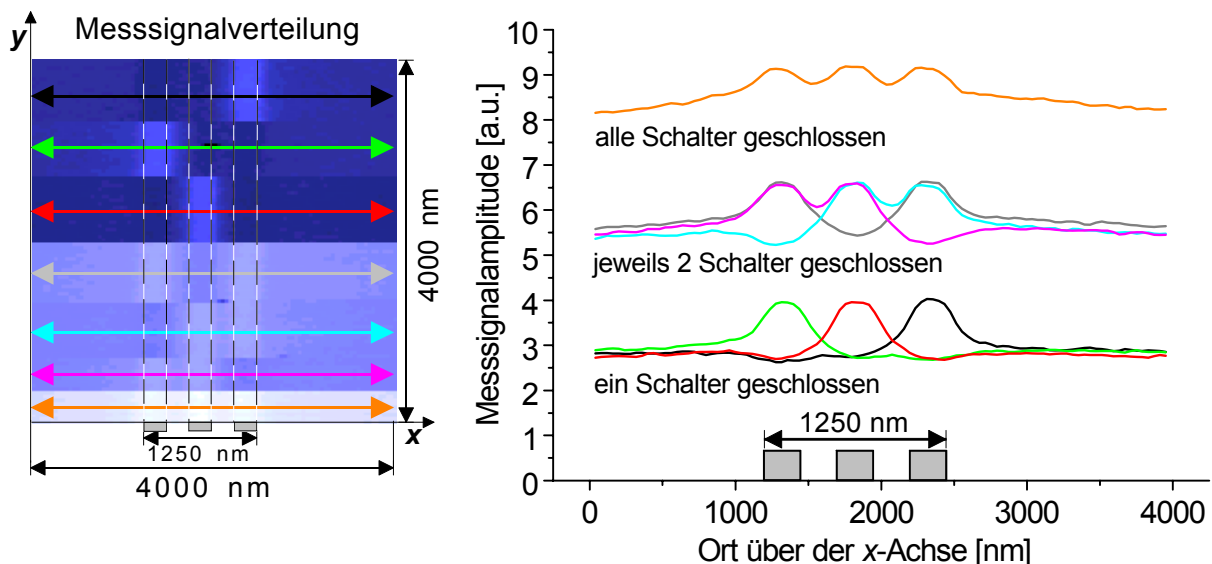 y
Messsignalverteilung
4000 nm
x
1250 nm
4000 nm
Messsignalamplitude [a.u.]
10
9
8
7
6
5
4
3
2
1
0
alle Schalter geschlossen
jeweils 2 Schalter geschlossen
ein Schalter geschlossen
1250 nm
0 1000 2000 3000 4000
Ort über der x-Achse [nm]